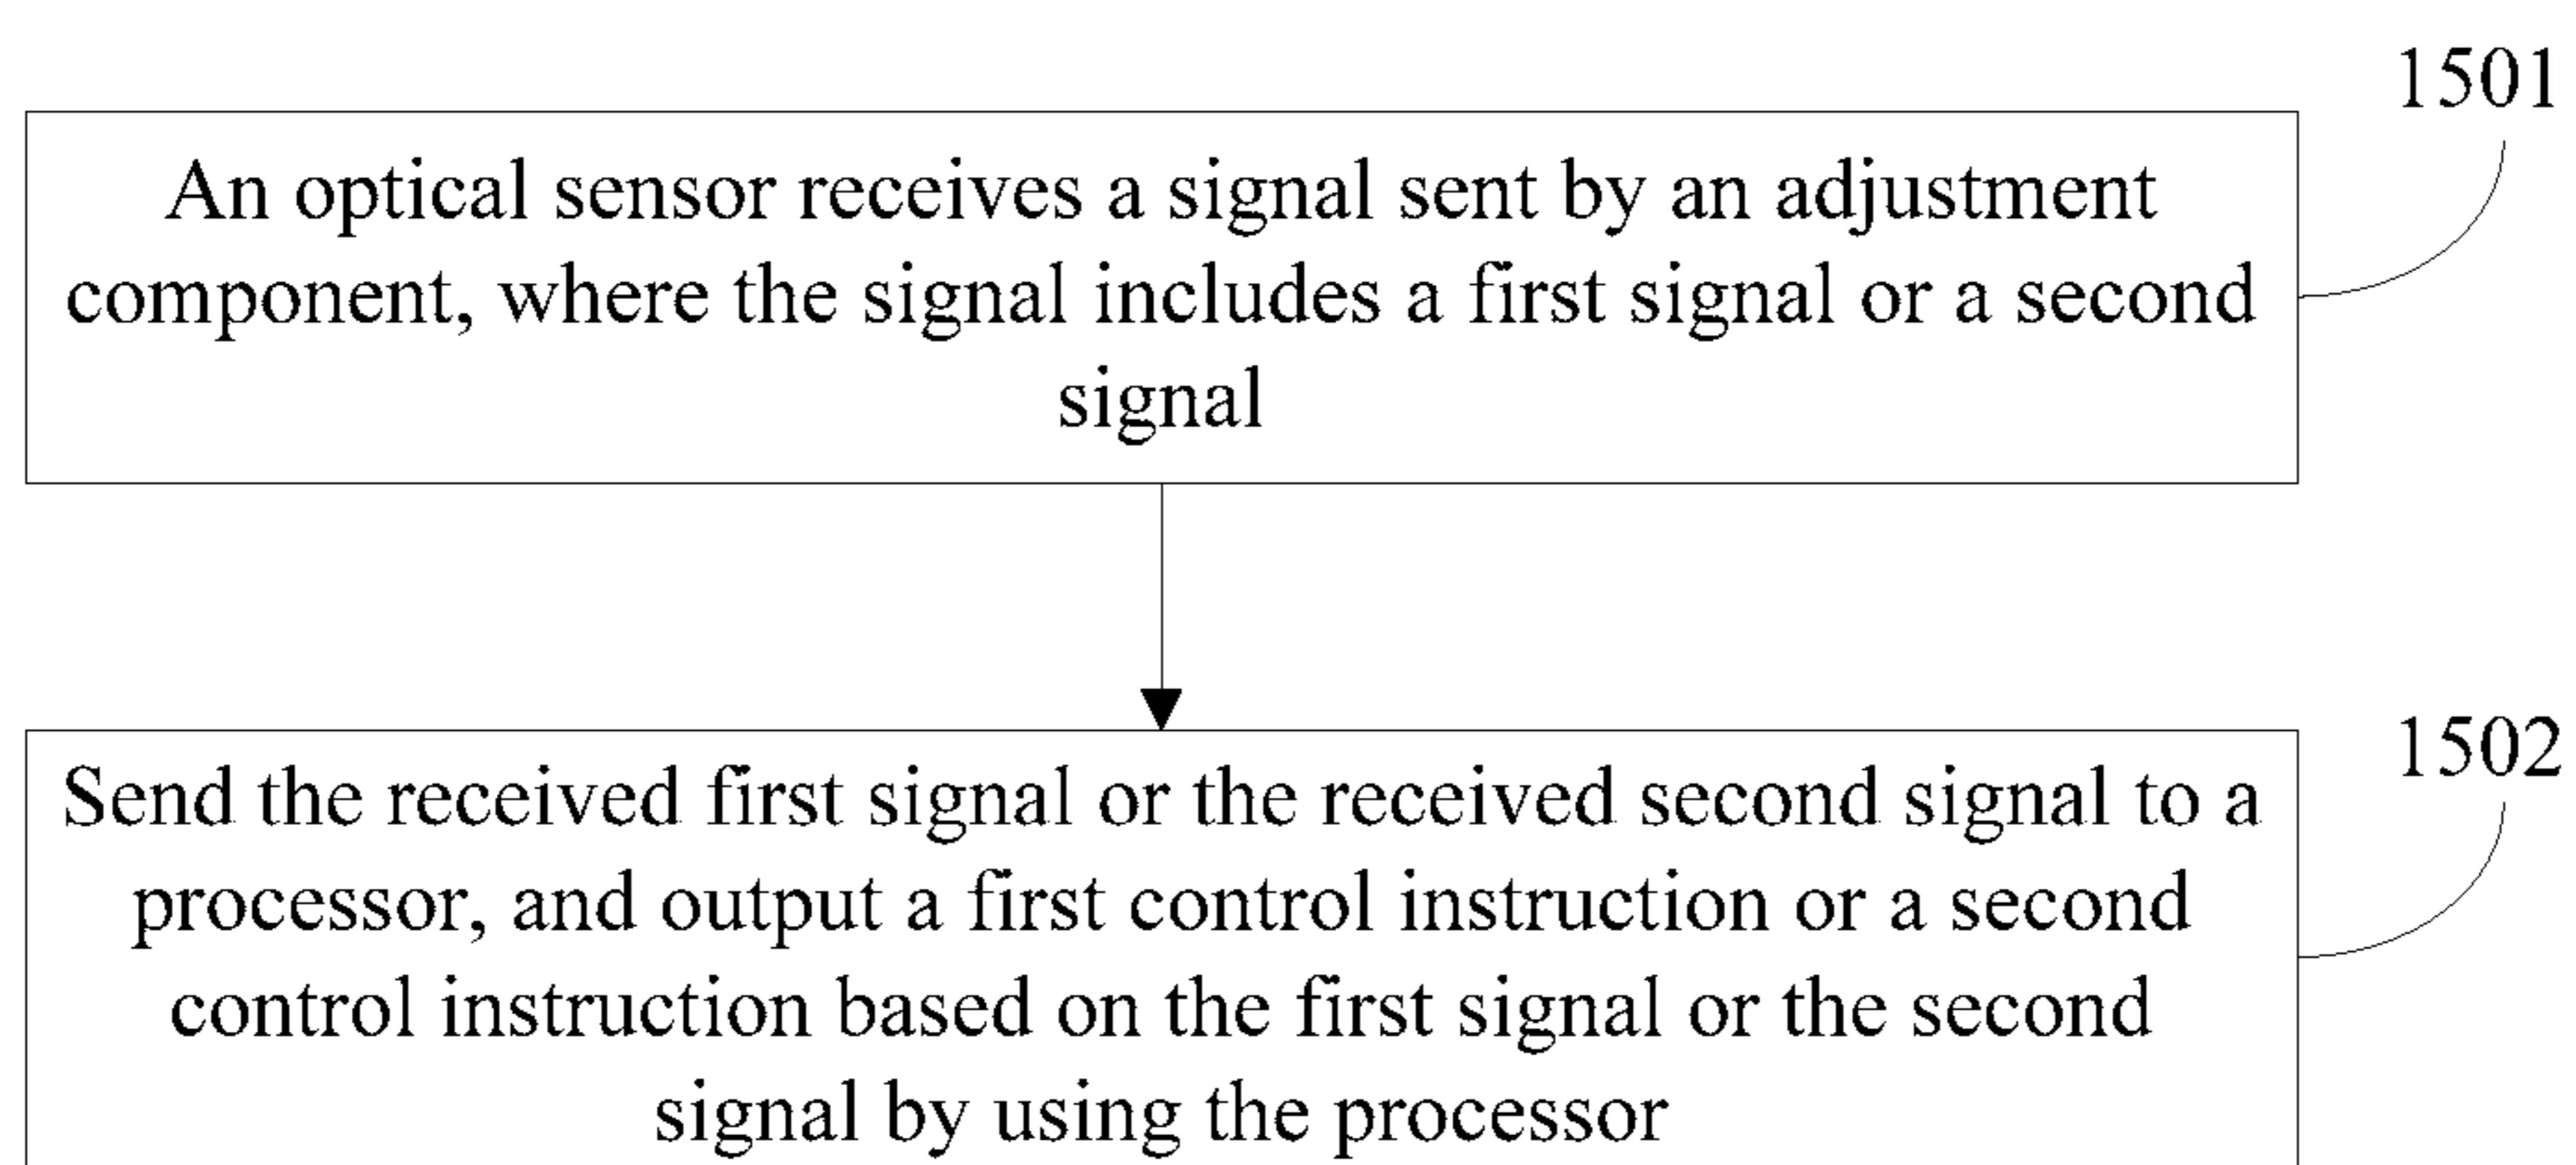 1501
An optical sensor receives a signal sent by an adjustment
component, where the signal includes a first signal or a second
signal
1502
Send the received first signal or the received second signal to a
processor, and output a first control instruction or a second
control instruction based on the first signal or the second
signal by using the processor